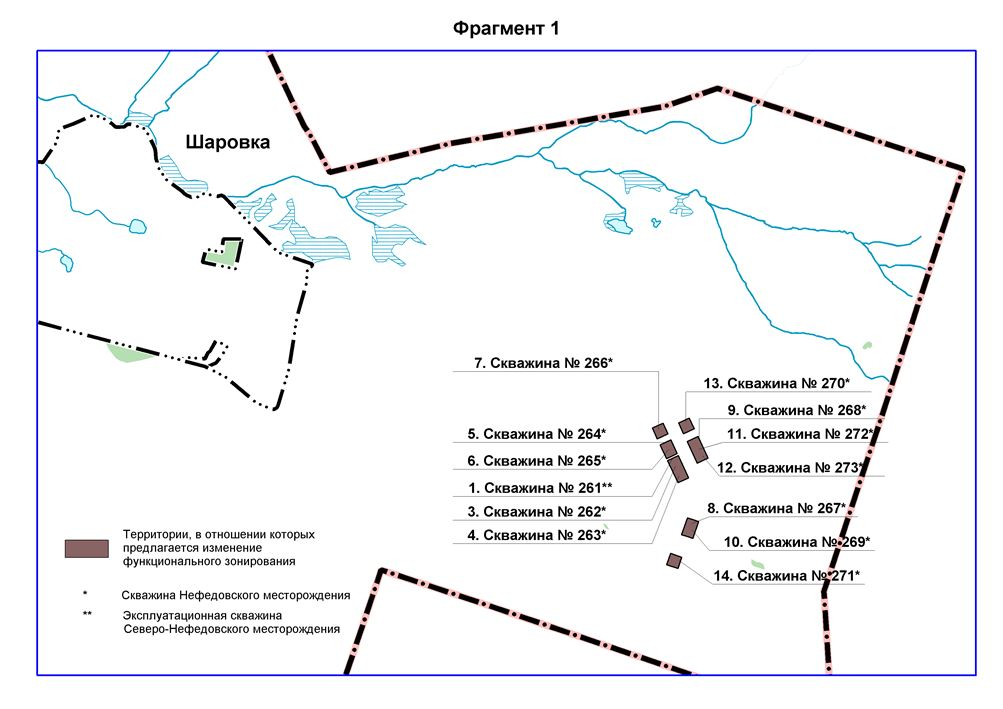 Фрагмент 1
Шаровка
7. Скважина № 266*
13. Скважина № 270*
9. Скважина № 268*
5. Скважина № 264*
11. Скважина № 272*
6. Скважина № 265*
12. Скважина № 273*
1. Скважина № 261**
3. Скважина № 262*
8. Скважина № 267*
4. Скважина № 263*
10. Скважина № 269*
14. Скважина № 271*
Территории, в отношении которых
предлагается изменение
функционального зонирования
* Скважина Нефедовского месторождения
** Эксплуатационная скважина
Северо-Нефедовского месторождения